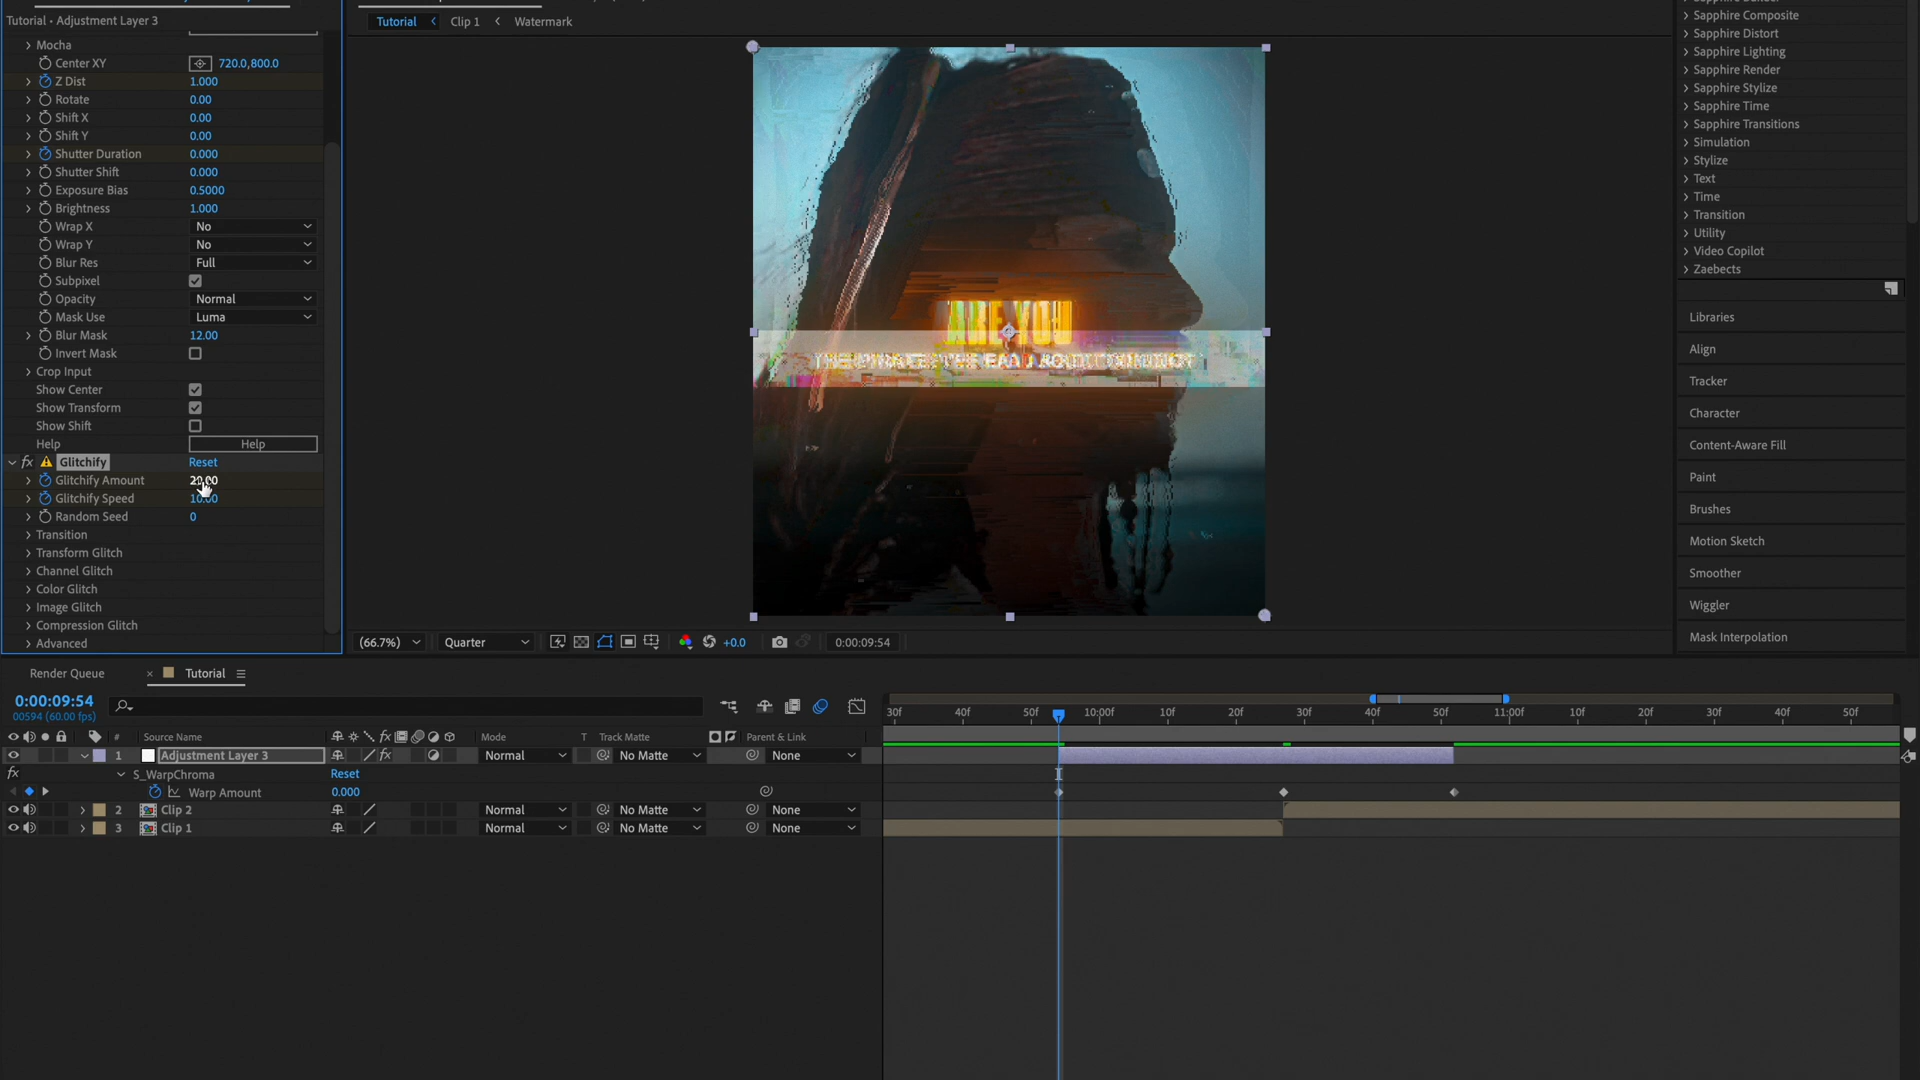 Tutorial • Adjustment Layer 3
Mocha
Center XY 720.0,800.0
Z Dist 1.000
Rotate 0.00
Shift X 0.00
Shift Y 0.00
Shutter Duration 0.000
Shutter Shift 0.000
Exposure Bias 0.5000
Brightness 1.000
Wrap X No
Wrap Y No
Blur Res Full
Subpixel
Opacity Normal
Mask Use Luma
Blur Mask 12.00
Invert Mask
Crop Input
Show Center
Show Transform
Show Shift
Help Help
fx Glitchify Reset
Glitchify Amount 20.00
Glitchify Speed 10.00
Random Seed 0
Transition
Transform Glitch
Channel Glitch
Color Glitch
Image Glitch
Compression Glitch
Advanced
Tutorial Clip 1 Watermark
ARE YOU
(66.7%) Quarter +0.0 0:00:09:54
Sapphire Composite
Sapphire Distort
Sapphire Lighting
Sapphire Render
Sapphire Stylize
Sapphire Time
Sapphire Transitions
Simulation
Stylize
Text
Time
Transition
Utility
Video Copilot
Zaebects
Libraries
Align
Tracker
Character
Content-Aware Fill
Paint
Brushes
Motion Sketch
Smoother
Wiggler
Mask Interpolation
Render Queue Tutorial
0:00:09:54
00594 (60.00 fps)
30f 40f 50f 10:00f 10f 20f 30f 40f 50f 11:00f 10f 20f 30f 40f 50f
# Source Name fx Mode T Track Matte Parent & Link
1 Adjustment Layer 3 fx Normal No Matte None
fx S_WarpChroma Reset
Warp Amount 0.000
2 Clip 2 Normal No Matte None
3 Clip 1 Normal No Matte None